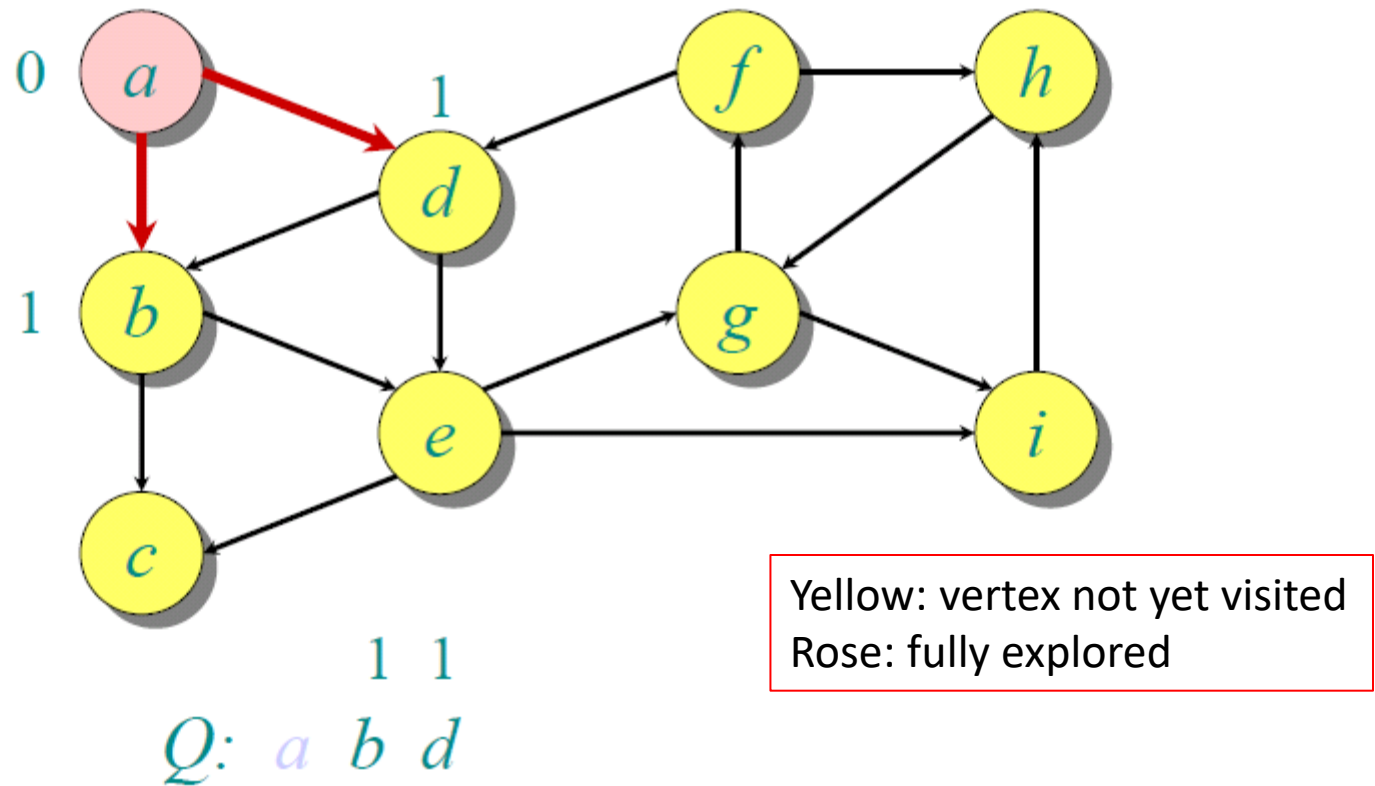 0
a
1
d
f
h
1
b
g
e
i
c
Yellow: vertex not yet visited
Rose: fully explored
1 1
Q: a b d